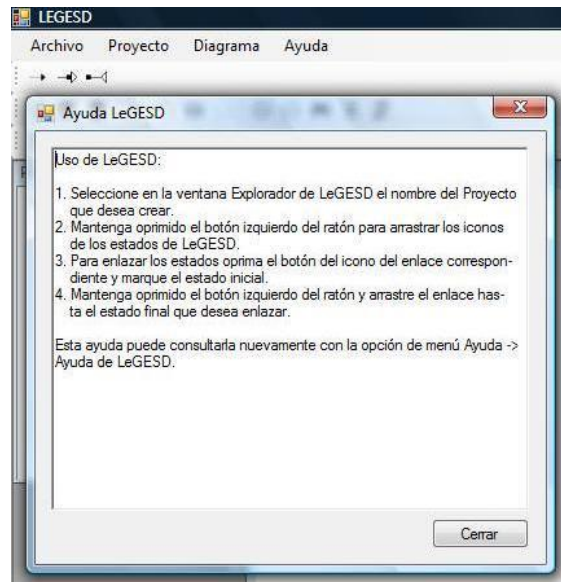 LEGESD
Archivo Proyecto Diagrama Ayuda
Ayuda LeGESD
Uso de LeGESD:
1. Seleccione en la ventana Explorador de LeGESD el nombre del Proyecto
que desea crear.
2. Mantenga oprimido el botón izquierdo del ratón para arrastrar los iconos
de los estados de LeGESD.
3. Para enlazar los estados oprima el botón del icono del enlace correspon-
diente y marque el estado inicial.
4. Mantenga oprimido el botón izquierdo del ratón y arrastre el enlace has-
ta el estado final que desea enlazar.
Esta ayuda puede consultarla nuevamente con la opción de menú Ayuda ->
Ayuda de LeGESD.
Cerrar